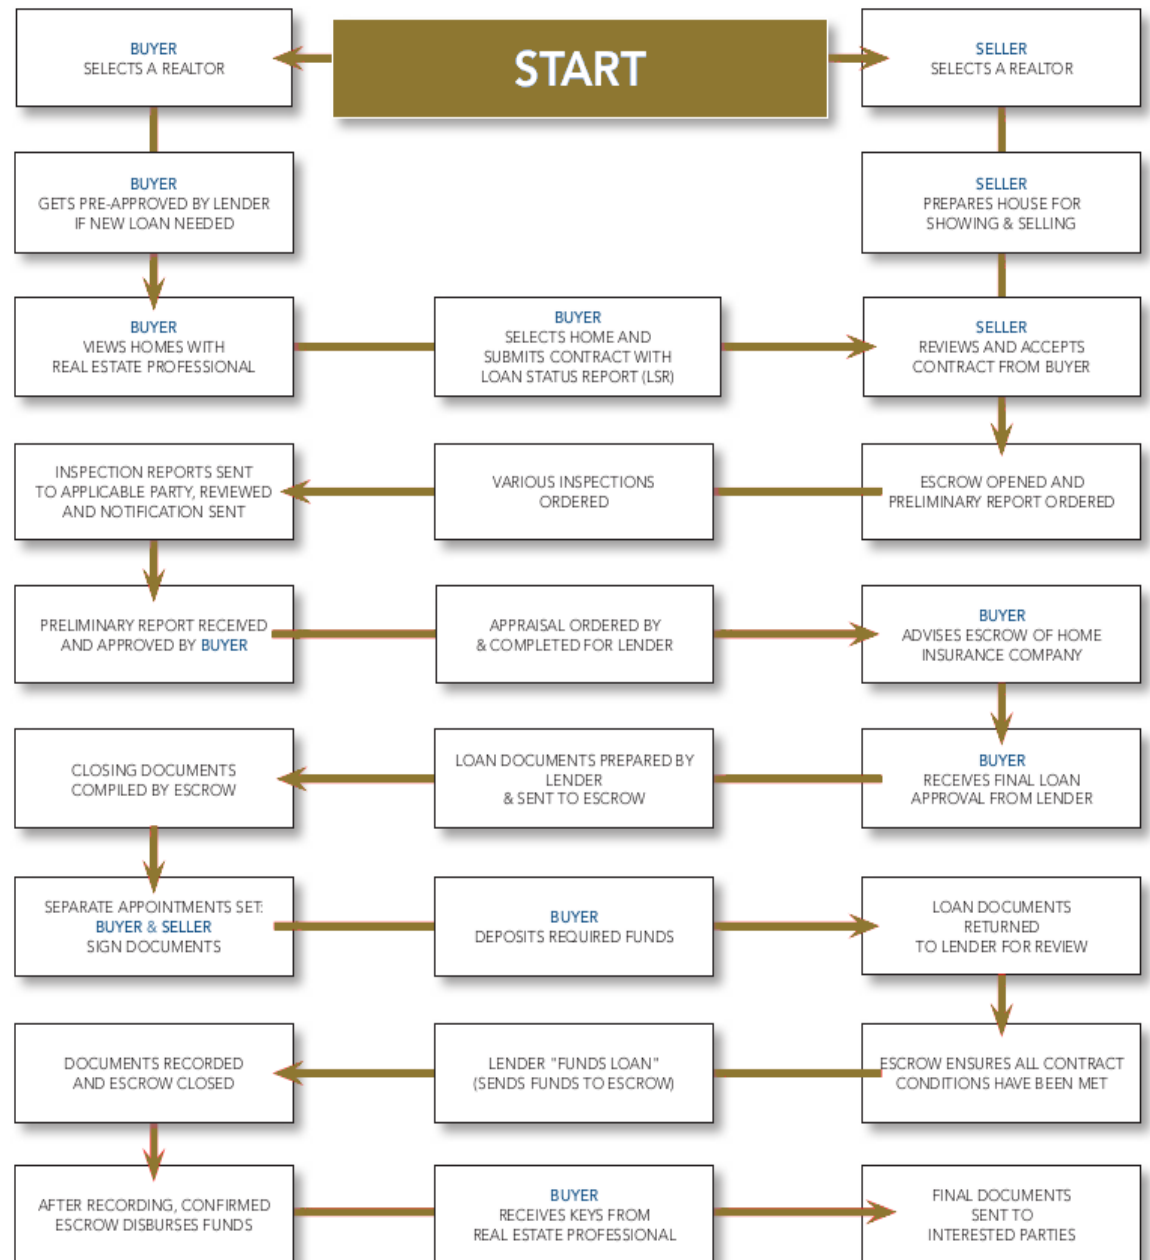 START
BUYER
SELECTS A REALTOR
SELLER
SELECTS A REALTOR
BUYER
GETS PRE-APPROVED BY LENDER
IF NEW LOAN NEEDED
SELLER
PREPARES HOUSE FOR
SHOWING & SELLING
BUYER
VIEWS HOMES WITH
REAL ESTATE PROFESSIONAL
BUYER
SELECTS HOME AND
SUBMITS CONTRACT WITH
LOAN STATUS REPORT (LSR)
SELLER
REVIEWS AND ACCEPTS
CONTRACT FROM BUYER
ESCROW OPENED AND
PRELIMINARY REPORT ORDERED
VARIOUS INSPECTIONS
ORDERED
INSPECTION REPORTS SENT
TO APPLICABLE PARTY, REVIEWED
AND NOTIFICATION SENT
PRELIMINARY REPORT RECEIVED
AND APPROVED BY BUYER
APPRAISAL ORDERED BY
& COMPLETED FOR LENDER
BUYER
ADVISES ESCROW OF HOME
INSURANCE COMPANY
BUYER
RECEIVES FINAL LOAN
APPROVAL FROM LENDER
LOAN DOCUMENTS PREPARED BY
LENDER
& SENT TO ESCROW
CLOSING DOCUMENTS
COMPILED BY ESCROW
SEPARATE APPOINTMENTS SET:
BUYER & SELLER
SIGN DOCUMENTS
BUYER
DEPOSITS REQUIRED FUNDS
LOAN DOCUMENTS
RETURNED
TO LENDER FOR REVIEW
ESCROW ENSURES ALL CONTRACT
CONDITIONS HAVE BEEN MET
LENDER "FUNDS LOAN"
(SENDS FUNDS TO ESCROW)
DOCUMENTS RECORDED
AND ESCROW CLOSED
AFTER RECORDING, CONFIRMED
ESCROW DISBURSES FUNDS
BUYER
RECEIVES KEYS FROM
REAL ESTATE PROFESSIONAL
FINAL DOCUMENTS
SENT TO
INTERESTED PARTIES